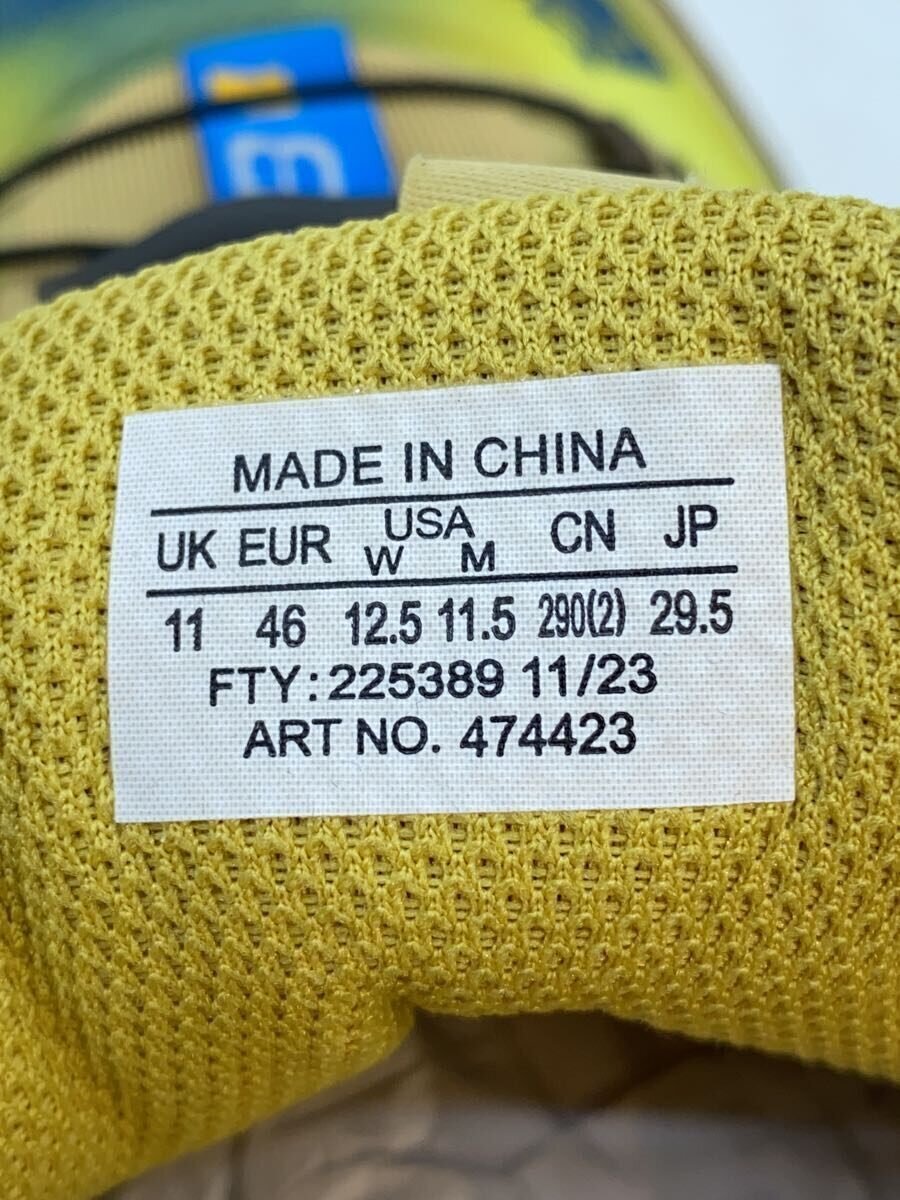 MADE IN CHINA
UK EUR USA W M CN JP
11 46 12.5 11.5 290(2) 29.5
FTY: 225389 11/23
ART NO. 474423